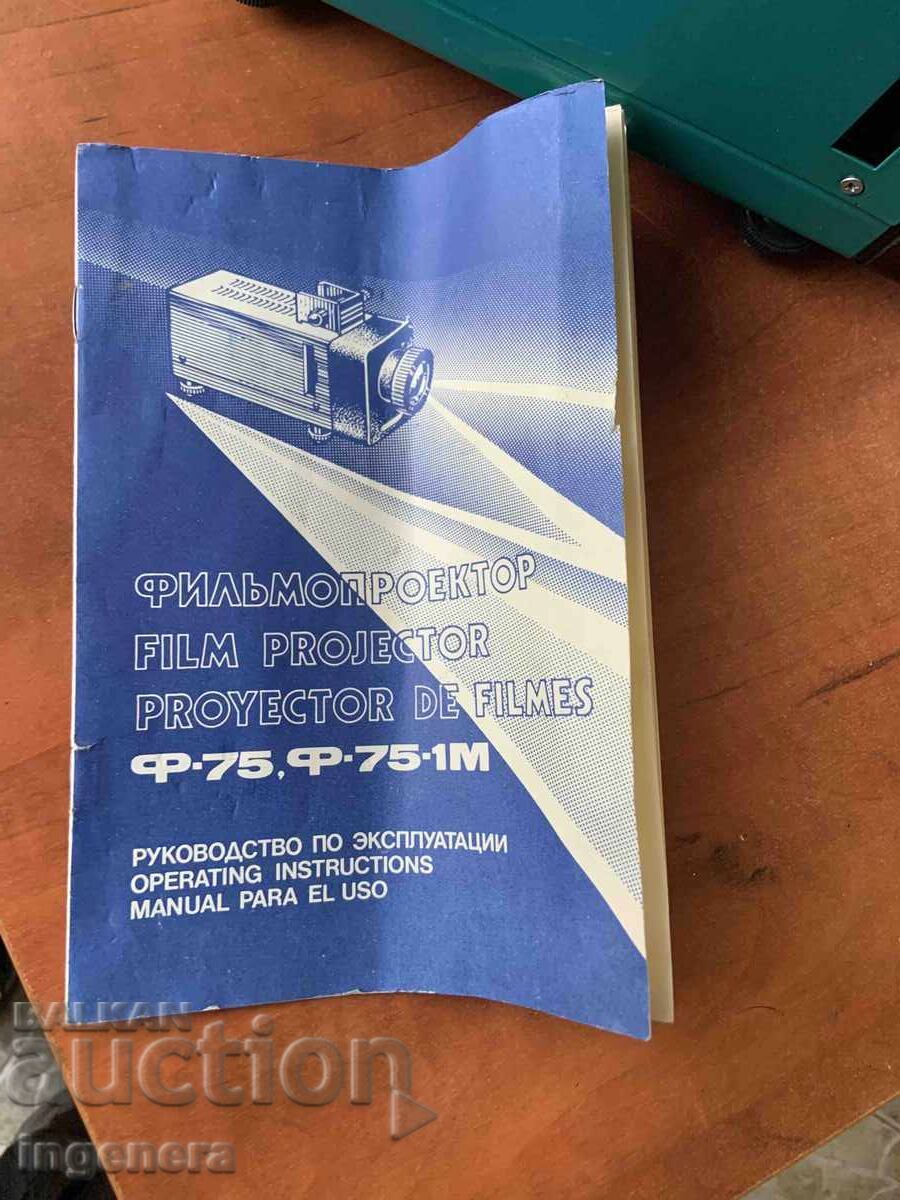 ФИЛЬМОПРОЕКТОР
FILM PROJECTOR
PROYECTOR DE FILMES
Ф-75, Ф-75-1М
РУКОВОДСТВО ПО ЭКСПЛУАТАЦИИ
OPERATING INSTRUCTIONS
MANUAL PARA EL USO
BALKAN
auction
ingenera